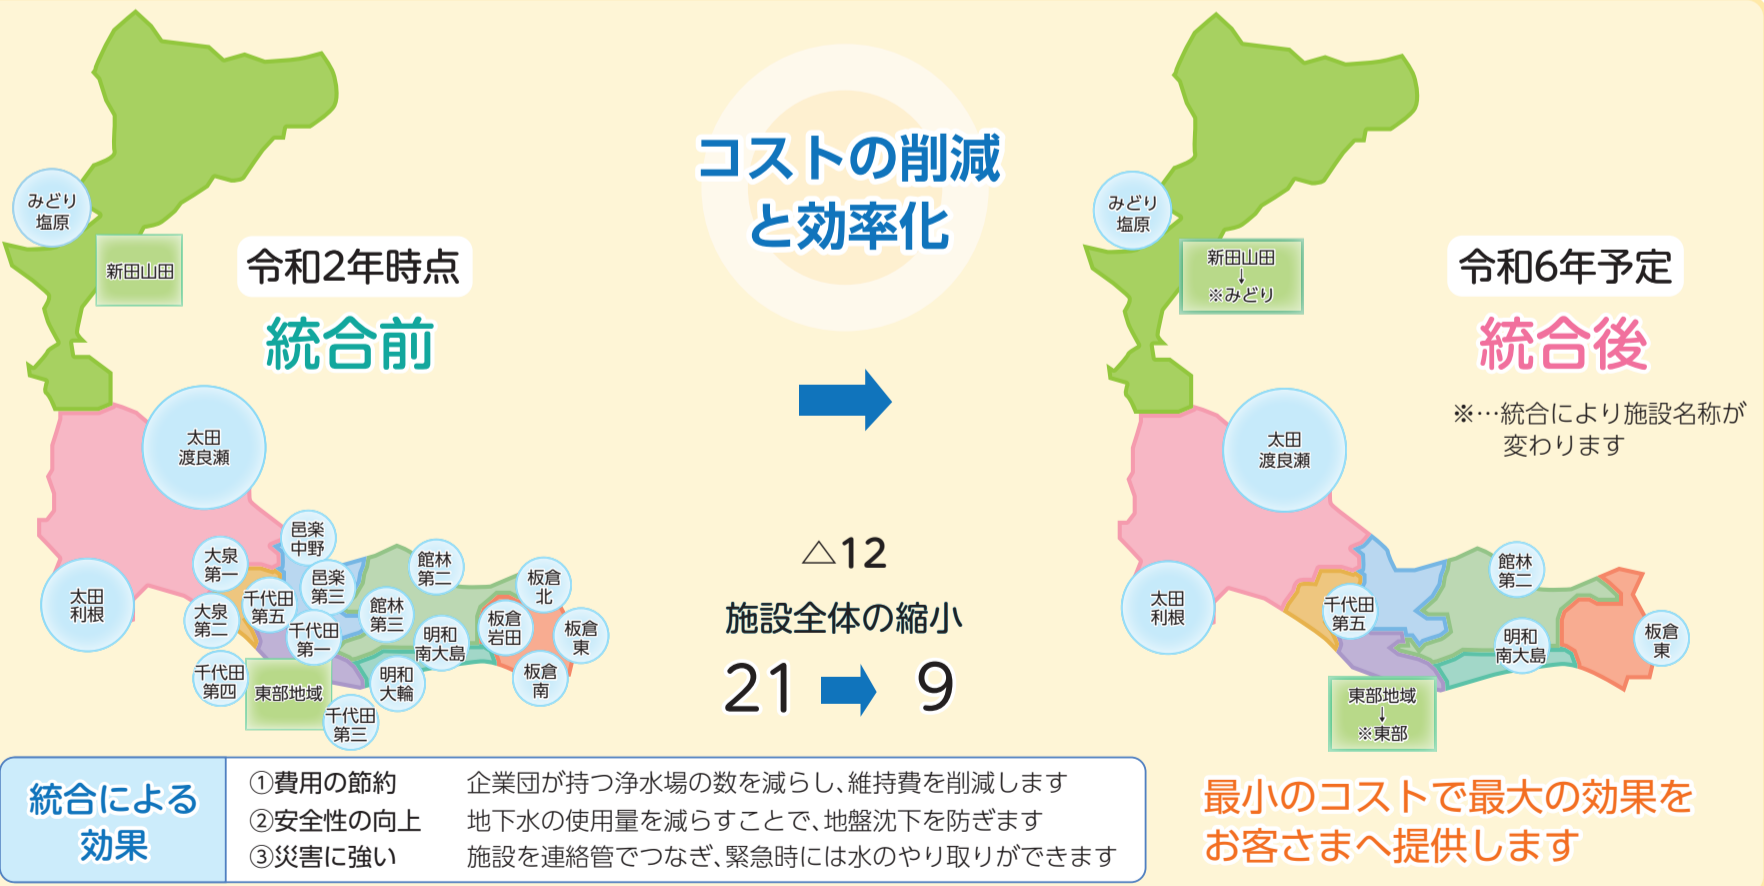 コストの削減
と効率化
令和2年時点
統合前
みどり
塩原
新田山田
太田
渡良瀬
太田
利根
邑楽
中野
大泉
第一
邑楽
第三
館林
第二
板倉
北
大泉
第二
千代田
第五
千代田
第一
館林
第三
明和
南大島
板倉
岩田
板倉
東
千代田
第四
東部地域
明和
大輪
板倉
南
千代田
第三
△12
施設全体の縮小
21
9
令和6年予定
統合後
※…統合により施設名称が
変わります
みどり
塩原
新田山田
↓
※みどり
太田
渡良瀬
太田
利根
館林
第二
千代田
第五
明和
南大島
板倉
東
東部地域
↓
※東部
統合による
効果
①費用の節約 企業団が持つ浄水場の数を減らし、維持費を削減します
②安全性の向上 地下水の使用量を減らすことで、地盤沈下を防ぎます
③災害に強い 施設を連絡管でつなぎ、緊急時には水のやり取りができます
最小のコストで最大の効果を
お客さまへ提供します